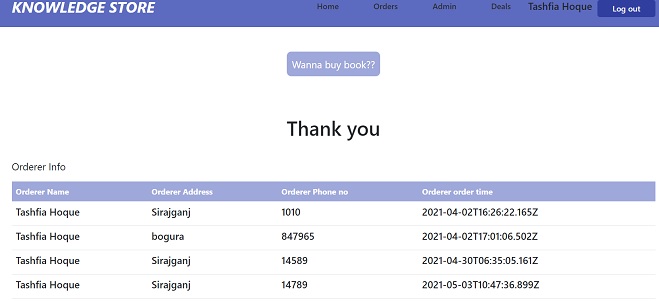 KNOWLEDGE STORE Home Orders Admin Deals Tashfia Hoque Log out
Wanna buy book??
Thank you
Orderer Info
Orderer Name Orderer Address Orderer Phone no Orderer order time
Tashfia Hoque Sirajganj 1010 2021-04-02T16:26:22.165Z
Tashfia Hoque bogura 847965 2021-04-02T17:01:06.502Z
Tashfia Hoque Sirajganj 14589 2021-04-30T06:35:05.161Z
Tashfia Hoque Sirajganj 14789 2021-05-03T10:47:36.899Z